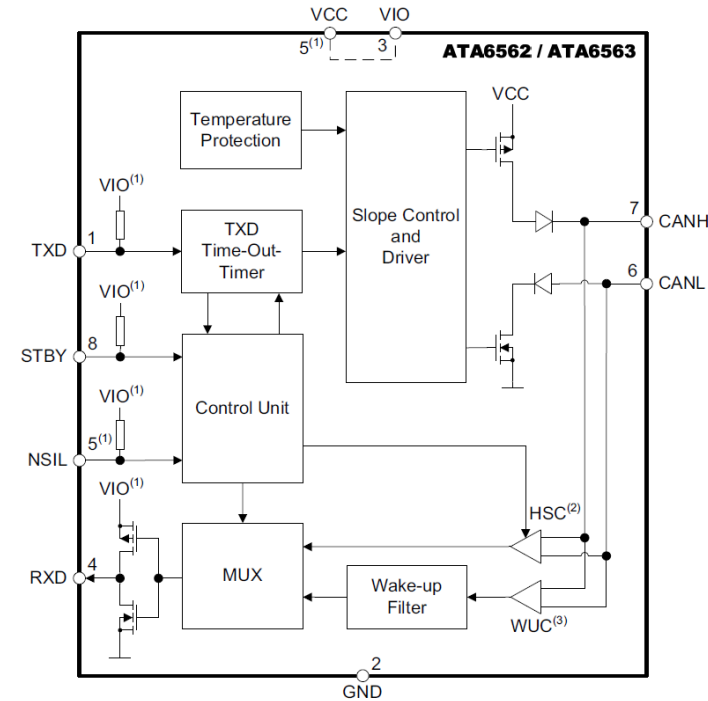 VCC VIO
5(1) 3
ATA6562 / ATA6563
VCC
Temperature
Protection
VIO(1)
7
CANH
1
TXD
TXD
Time-Out-
Timer
Slope Control
and
Driver
6
CANL
VIO(1)
8
STBY
VIO(1)
Control Unit
5(1)
NSIL
VIO(1)
HSC(2)
4
RXD
MUX
Wake-up
Filter
WUC(3)
2
GND